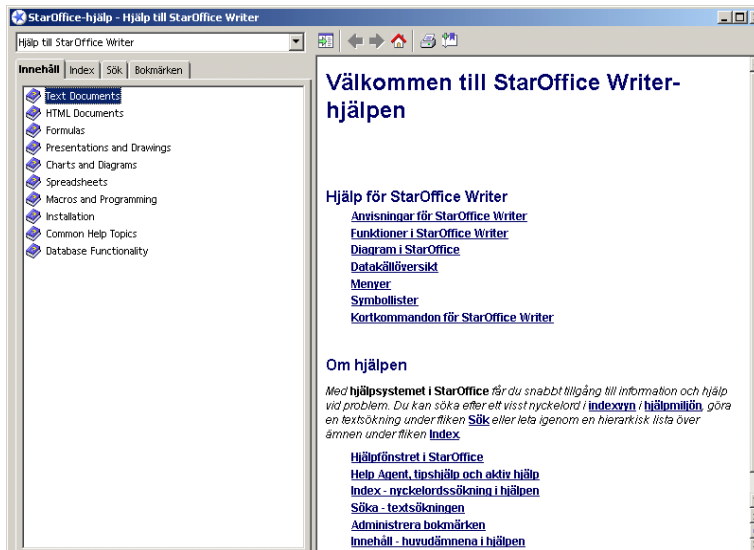 StarOffice-hjälp - Hjälp till StarOffice Writer
Hjälp till StarOffice Writer
Innehåll Index Sök Bokmärken
Text Documents
HTML Documents
Formulas
Presentations and Drawings
Charts and Diagrams
Spreadsheets
Macros and Programming
Installation
Common Help Topics
Database Functionality
Välkommen till StarOffice Writer-
hjälpen
Hjälp för StarOffice Writer
Anvisningar för StarOffice Writer
Funktioner i StarOffice Writer
Diagram i StarOffice
Datakällöversikt
Menyer
Symbollister
Kortkommandon för StarOffice Writer
Om hjälpen
Med hjälpsystemet i StarOffice får du snabbt tillgång till information och hjälp
vid problem. Du kan söka efter ett visst nyckelord i indexvyn i hjälpmiljön, göra
en textsökning under fliken Sök eller leta igenom en hierarkisk lista över
ämnen under fliken Index.
Hjälpfönstret i StarOffice
Help Agent, tipshjälp och aktiv hjälp
Index - nyckelordssökning i hjälpen
Söka - textsökningen
Administrera bokmärken
Innehåll - huvudämnena i hjälpen